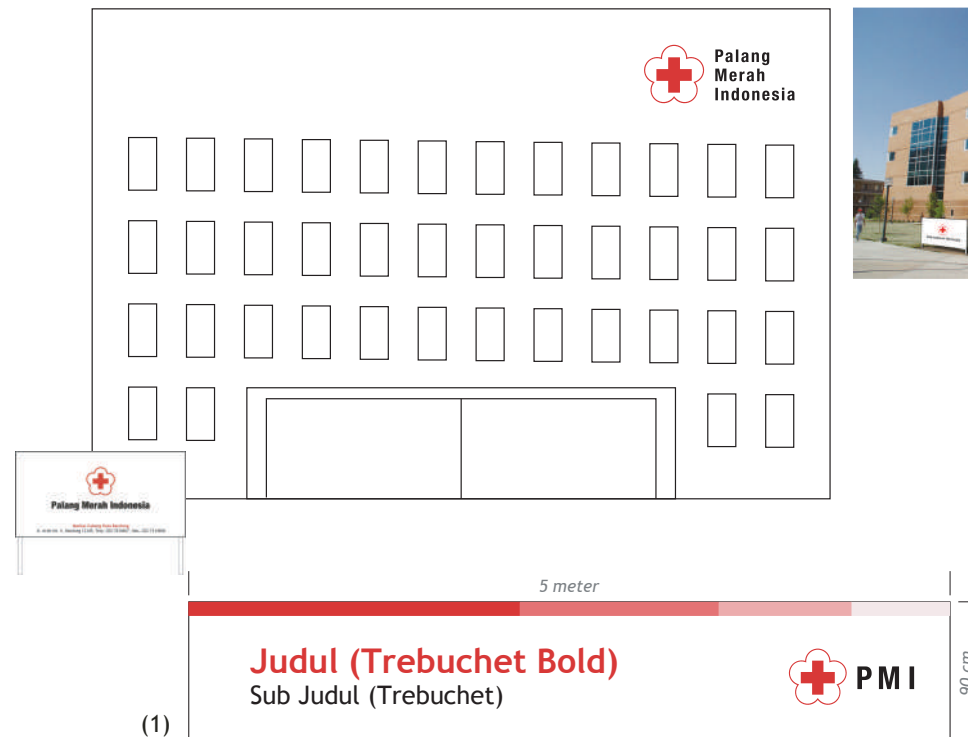 Palang
Merah
Indonesia
Palang Merah Indonesia
5 meter
Judul (Trebuchet Bold)
Sub Judul (Trebuchet)
PMI
90 cm
(1)